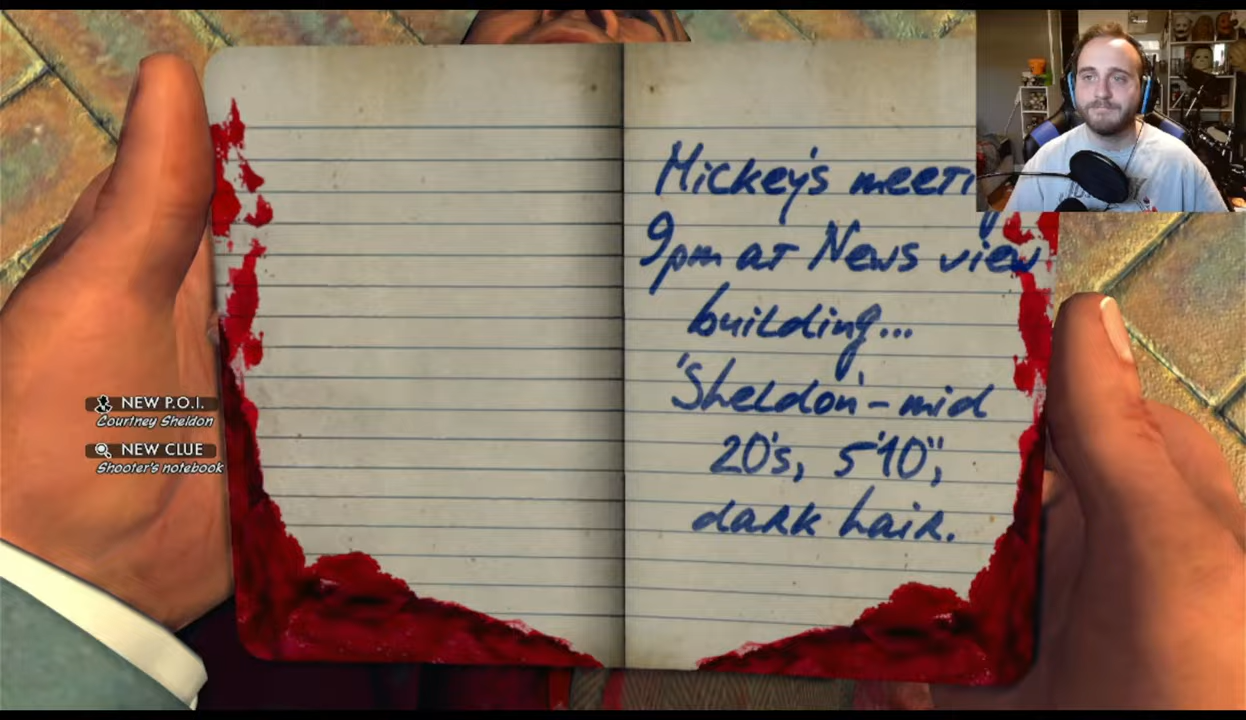 Mickey's
9pm at News view
building...
'Sheldon' - mid
20's, 5'10",
dark hair.
NEW P.O.I.
Courtney Sheldon
NEW CLUE
Shooter's notebook